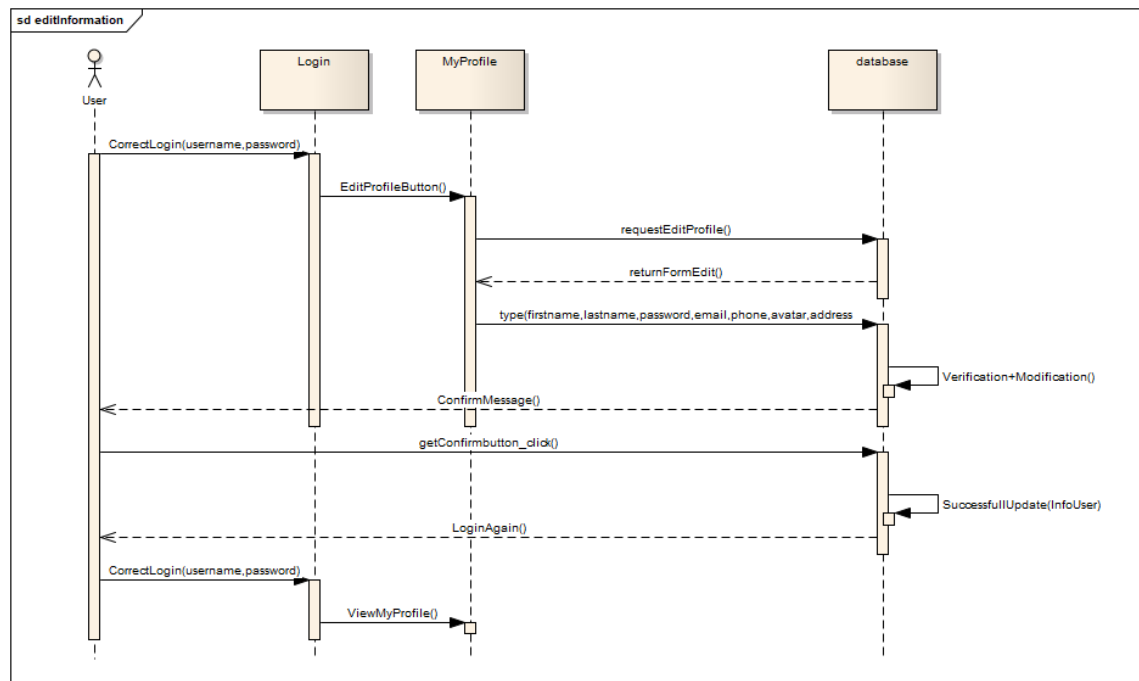 sd editInformation
Login
MyProfile
database
User
CorrectLogin(username,password)
EditProfileButton()
requestEditProfile()
returnFormEdit()
type(firstname,lastname,password,email,phone,avatar,address
Verification+Modification()
ConfirmMessage()
getConfirmbutton_click()
SuccessfullUpdate(InfoUser)
LoginAgain()
CorrectLogin(username,password)
ViewMyProfile()